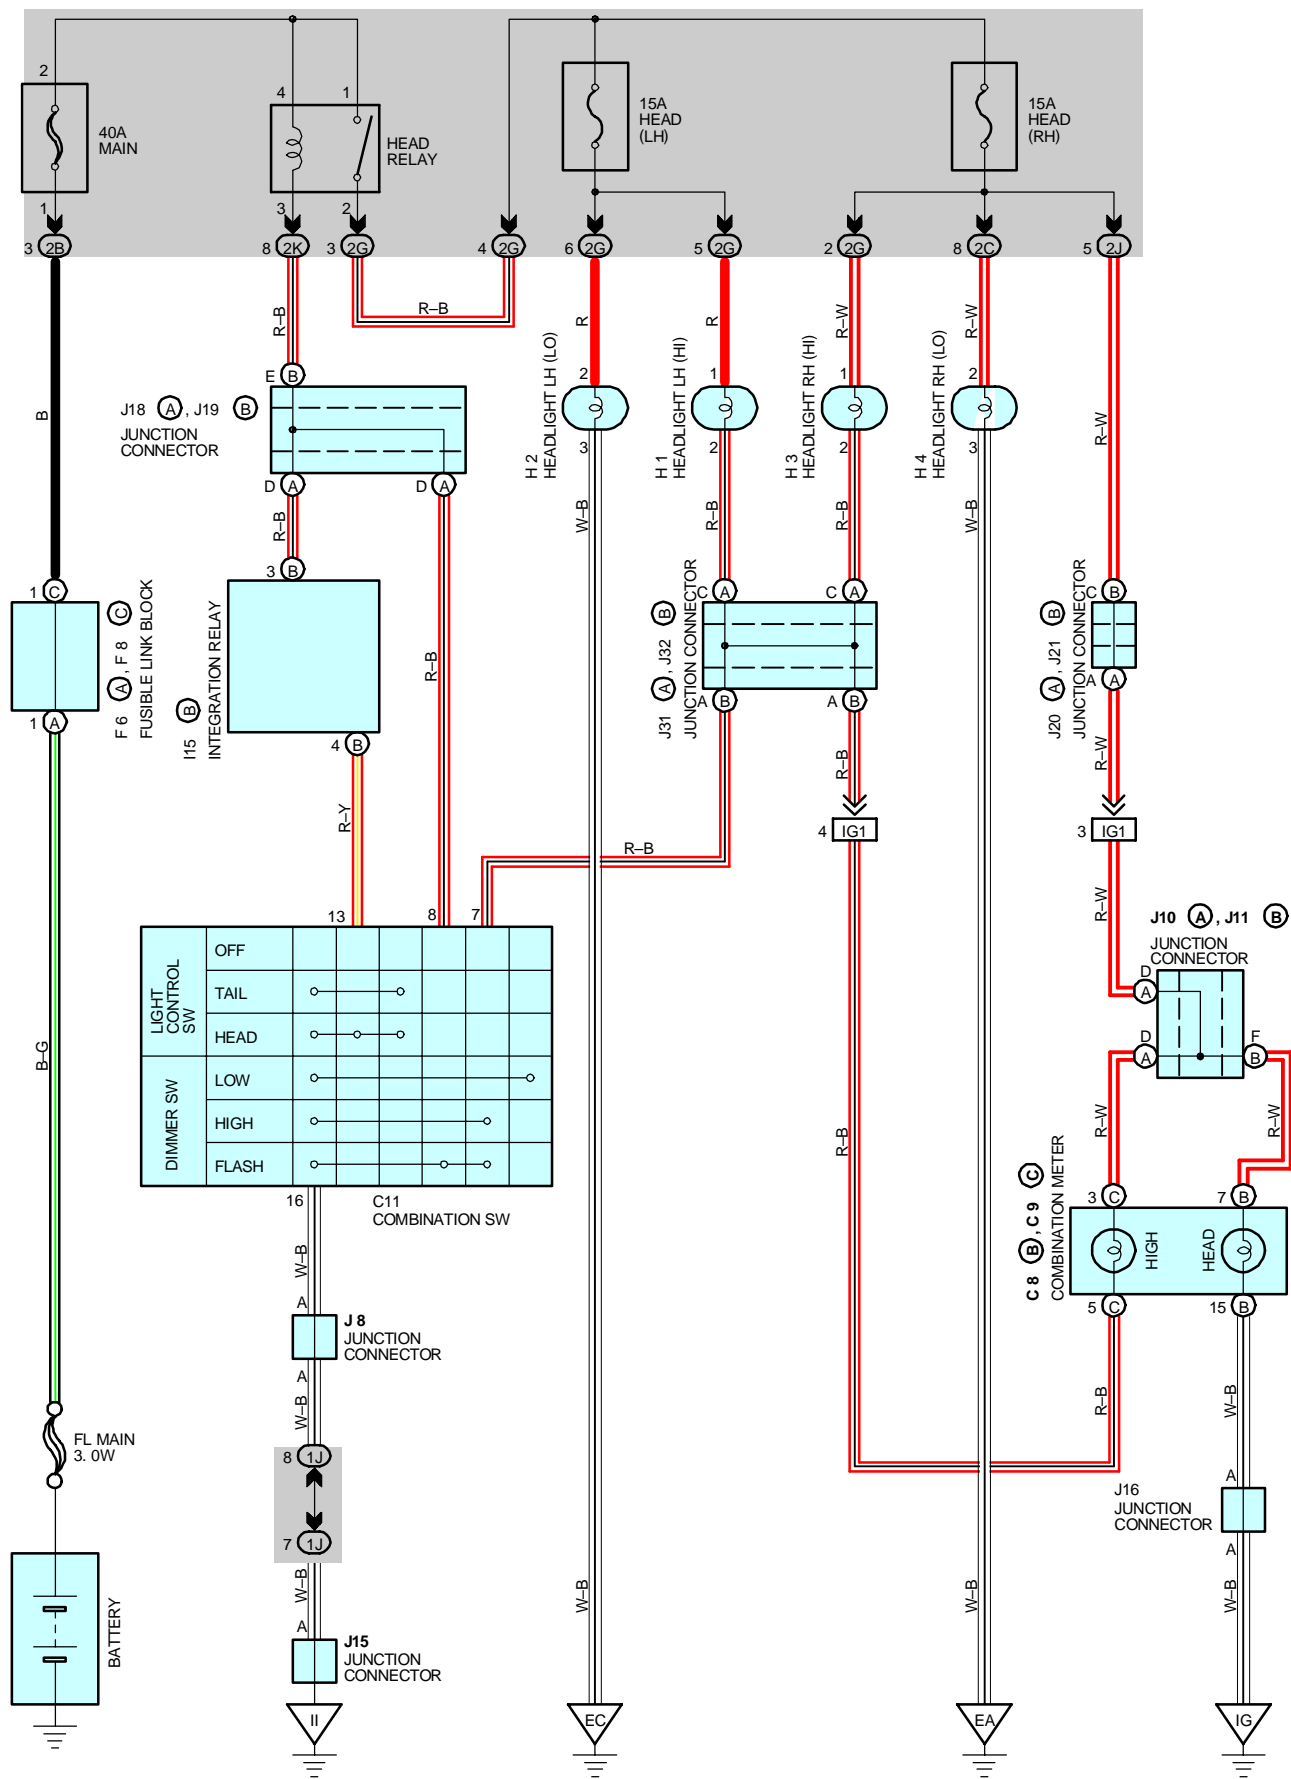 2
40A
MAIN
1
3 2B
4
1
HEAD
RELAY
3
2
8 2K
3 2G
4 2G
15A
HEAD
(LH)
6 2G
5 2G
15A
HEAD
(RH)
2 2G
8 2C
5 2J
R–B
R–B
R
R
R–W
R–W
R–W
B
E B
J18 A , J19 B
JUNCTION
CONNECTOR
D A
D A
R–B
R–B
2
H 2
HEADLIGHT LH (LO)
3
1
H 1
HEADLIGHT LH (HI)
2
1
H 3
HEADLIGHT RH (HI)
2
2
H 4
HEADLIGHT RH (LO)
3
W–B
R–B
R–B
W–B
1 C
F 6 A , F 8 C
FUSIBLE LINK BLOCK
1 A
3 B
I15 B
INTEGRATION RELAY
4 B
R–Y
C A
C A
J31 A , J32 B
JUNCTION CONNECTOR
A B
A B
R–B
R–B
4 IG1
C B
J20 A , J21 B
JUNCTION CONNECTOR
A A
R–W
3 IG1
R–W
13
8
7
LIGHT
CONTROL
SW
OFF
TAIL
HEAD
DIMMER SW
LOW
HIGH
FLASH
16
C11
COMBINATION SW
B–G
J10 A , J11 B
JUNCTION
CONNECTOR
D A
D A
F B
R–W
R–W
R–B
C 8 B , C 9 C
COMBINATION METER
3 C
7 B
HIGH
HEAD
5 C
15 B
R–B
W–B
W–B
A
J 8
JUNCTION
CONNECTOR
A
W–B
8 1J
7 1J
W–B
A
J15
JUNCTION
CONNECTOR
II
FL MAIN
3. 0W
BATTERY
W–B
EC
W–B
EA
A
J16
JUNCTION
CONNECTOR
A
W–B
IG